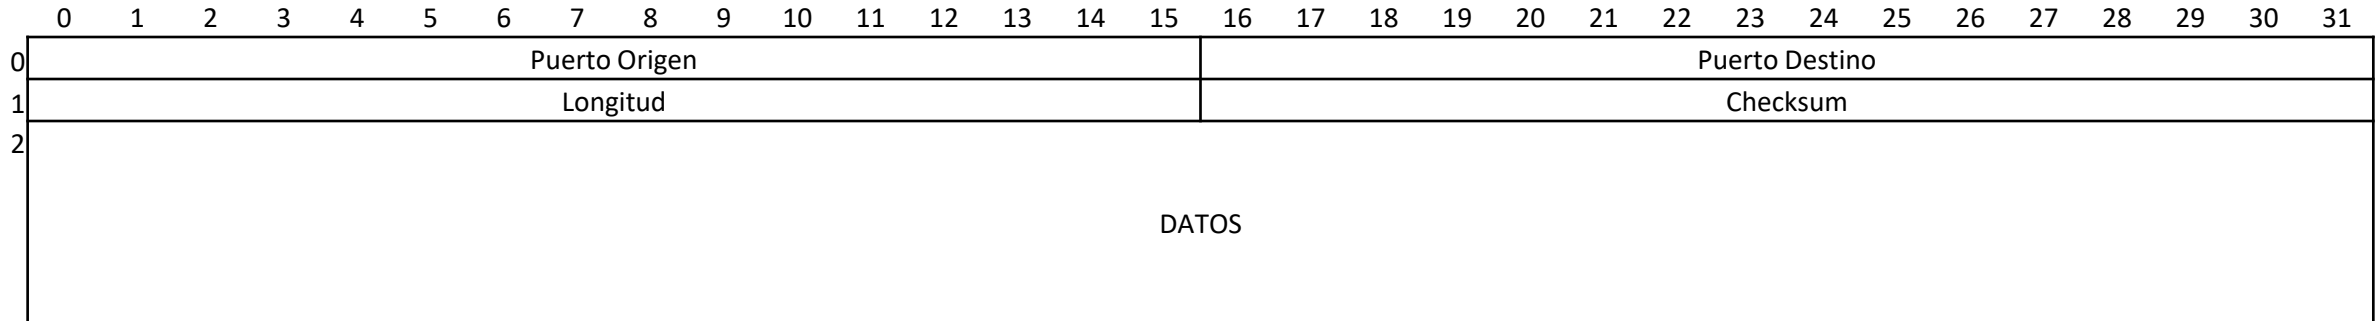 0 1 2 3 4 5 6 7 8 9 10 11 12 13 14 15 16 17 18 19 20 21 22 23 24 25 26 27 28 29 30 31
0 Puerto Origen Puerto Destino
1 Longitud Checksum
2
DATOS